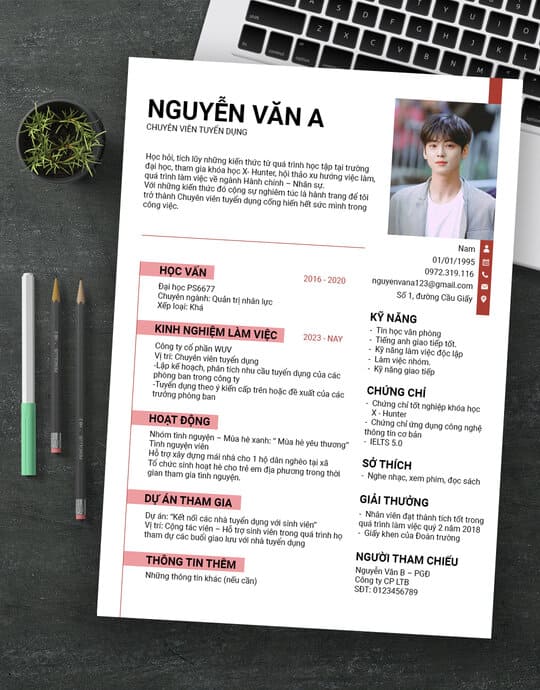 NGUYỄN VĂN A
CHUYÊN VIÊN TUYỂN DỤNG
Học hỏi, tích lũy những kiến thức từ quá trình học tập tại trường
đại học, tham gia khóa học X- Hunter, hội thảo xu hướng việc làm,
quá trình làm việc về ngành Hành chính – Nhân sự.
Với những kiến thức đó cộng sự nghiêm túc là hành trang để tôi
trở thành Chuyên viên tuyển dụng cống hiến hết sức mình trong
công việc.
Nam
01/01/1995
0972.319.116
nguyenvana123@gmail.com
Số 1, đường Cầu Giấy
HỌC VẤN
2016 - 2020
Đại học PS6677
Chuyên ngành: Quản trị nhân lực
Xếp loại: Khá
KINH NGHIỆM LÀM VIỆC
2023 - NAY
Công ty cổ phần WUV
Vị trí: Chuyên viên tuyển dụng
-Lập kế hoạch, phân tích nhu cầu tuyển dụng của các
phòng ban trong công ty
-Tuyển dụng theo ý kiến cấp trên hoặc đề xuất của các
trưởng phòng ban
HOẠT ĐỘNG
Nhóm tình nguyện – Mùa hè xanh: “ Mùa hè yêu thương”
Tình nguyện viên
Hỗ trợ xây dựng mái nhà cho 1 hộ dân nghèo tại xã
Tổ chức sinh hoạt hè cho trẻ em địa phương trong thời
gian tham gia tình nguyện.
DỰ ÁN THAM GIA
Dự án: “Kết nối các nhà tuyển dụng với sinh viên”
Vị trí: Cộng tác viên – Hỗ trợ sinh viên trong quá trình họ
tham dự các buổi giao lưu với nhà tuyển dụng
THÔNG TIN THÊM
Những thông tin khác (nếu cần)
KỸ NĂNG
- Tin học văn phòng
- Tiếng anh giao tiếp tốt.
- Kỹ năng làm việc độc lập
- Làm việc nhóm.
- Kỹ năng giao tiếp
CHỨNG CHỈ
- Chứng chỉ tốt nghiệp khóa học
X - Hunter
- Chứng chỉ ứng dụng công nghệ
thông tin cơ bản
- IELTS 5.0
SỞ THÍCH
- Nghe nhạc, xem phim, đọc sách
GIẢI THƯỞNG
- Nhân viên đạt thành tích tốt trong
quá trình làm việc quý 2 năm 2018
- Giấy khen của Đoàn trường
NGƯỜI THAM CHIẾU
Nguyễn Văn B – PGĐ
Công ty CP LTB
SĐT: 0123456789